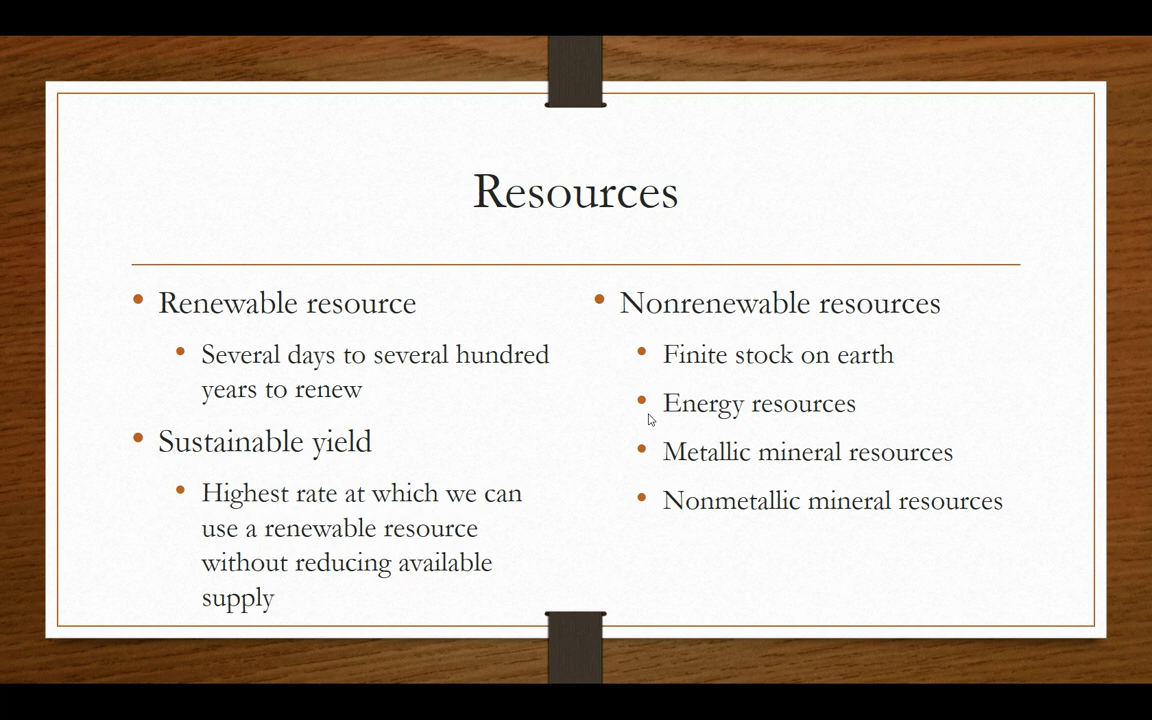 Resources
Renewable resource
Several days to several hundred
years to renew
Sustainable yield
Highest rate at which we can
use a renewable resource
without reducing available
supply
Nonrenewable resources
Finite stock on earth
Energy resources
Metallic mineral resources
Nonmetallic mineral resources